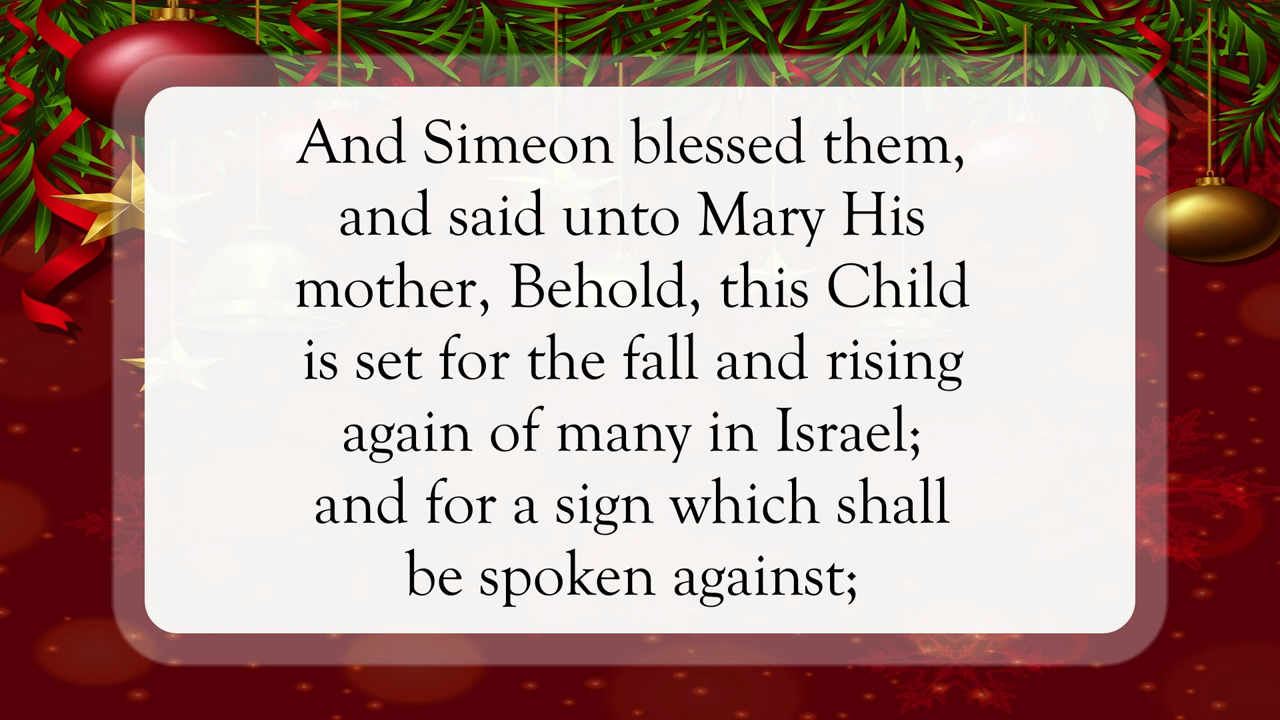 And Simeon blessed them,
and said unto Mary His
mother, Behold, this Child
is set for the fall and rising
again of many in Israel;
and for a sign which shall
be spoken against;